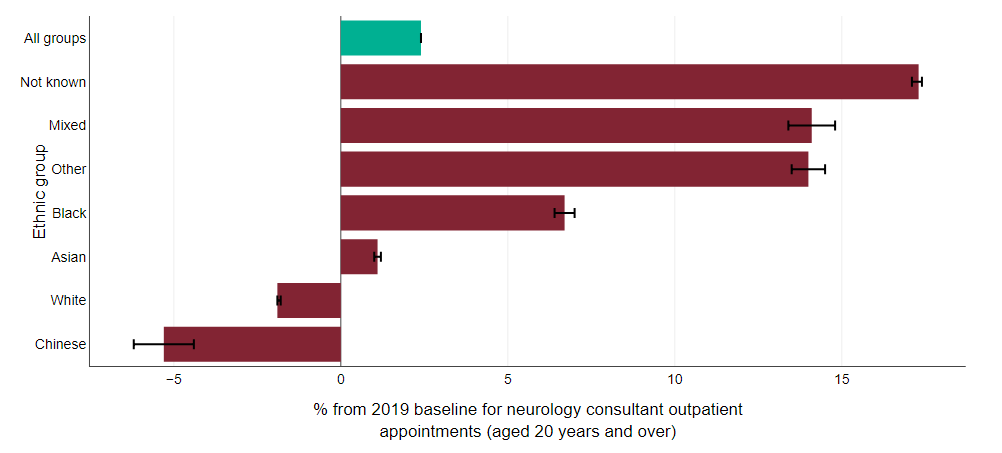 All groups
Not known
Mixed
Other
Black
Asian
White
Chinese
Ethnic group
−5
0
5
10
15
% from 2019 baseline for neurology consultant outpatient
appointments (aged 20 years and over)